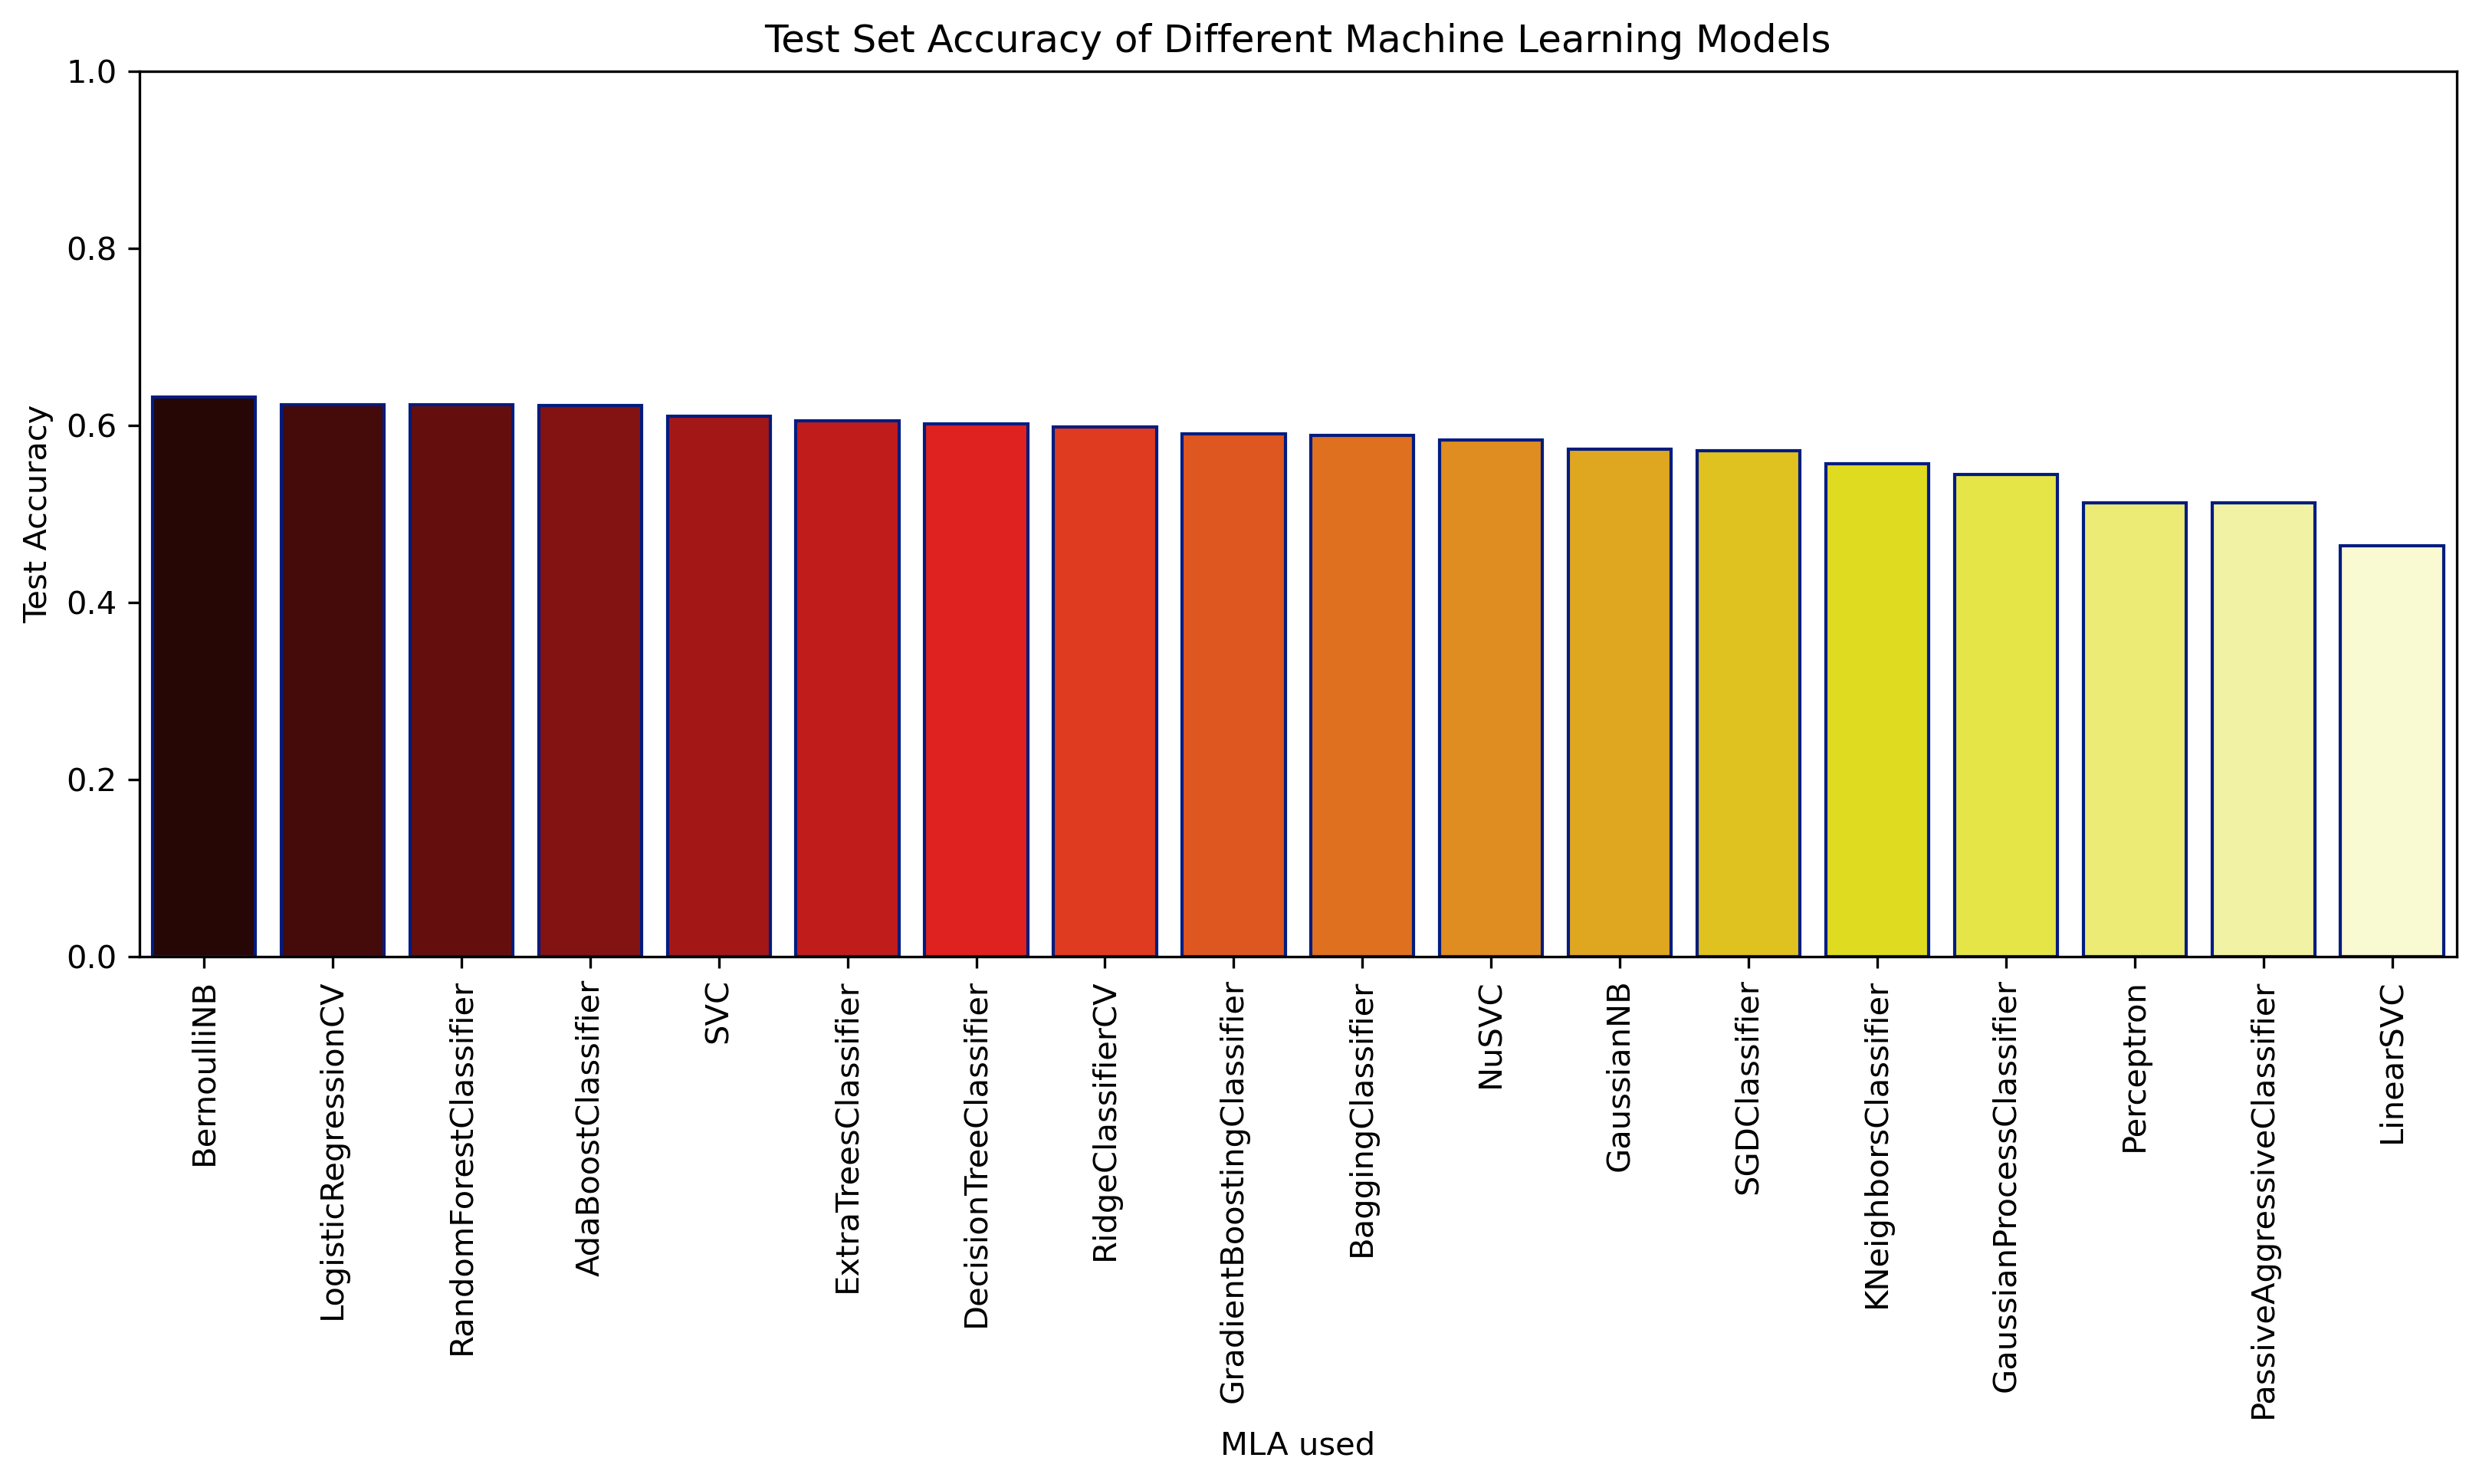 Test Set Accuracy of Different Machine Learning Models
Test Accuracy
1.0
0.8
0.6
0.4
0.2
0.0
BernoulliNB
LogisticRegressionCV
RandomForestClassifier
AdaBoostClassifier
SVC
ExtraTreesClassifier
DecisionTreeClassifier
RidgeClassifierCV
GradientBoostingClassifier
BaggingClassifier
NuSVC
GaussianNB
SGDClassifier
KNeighborsClassifier
GaussianProcessClassifier
Perceptron
PassiveAggressiveClassifier
LinearSVC
MLA used